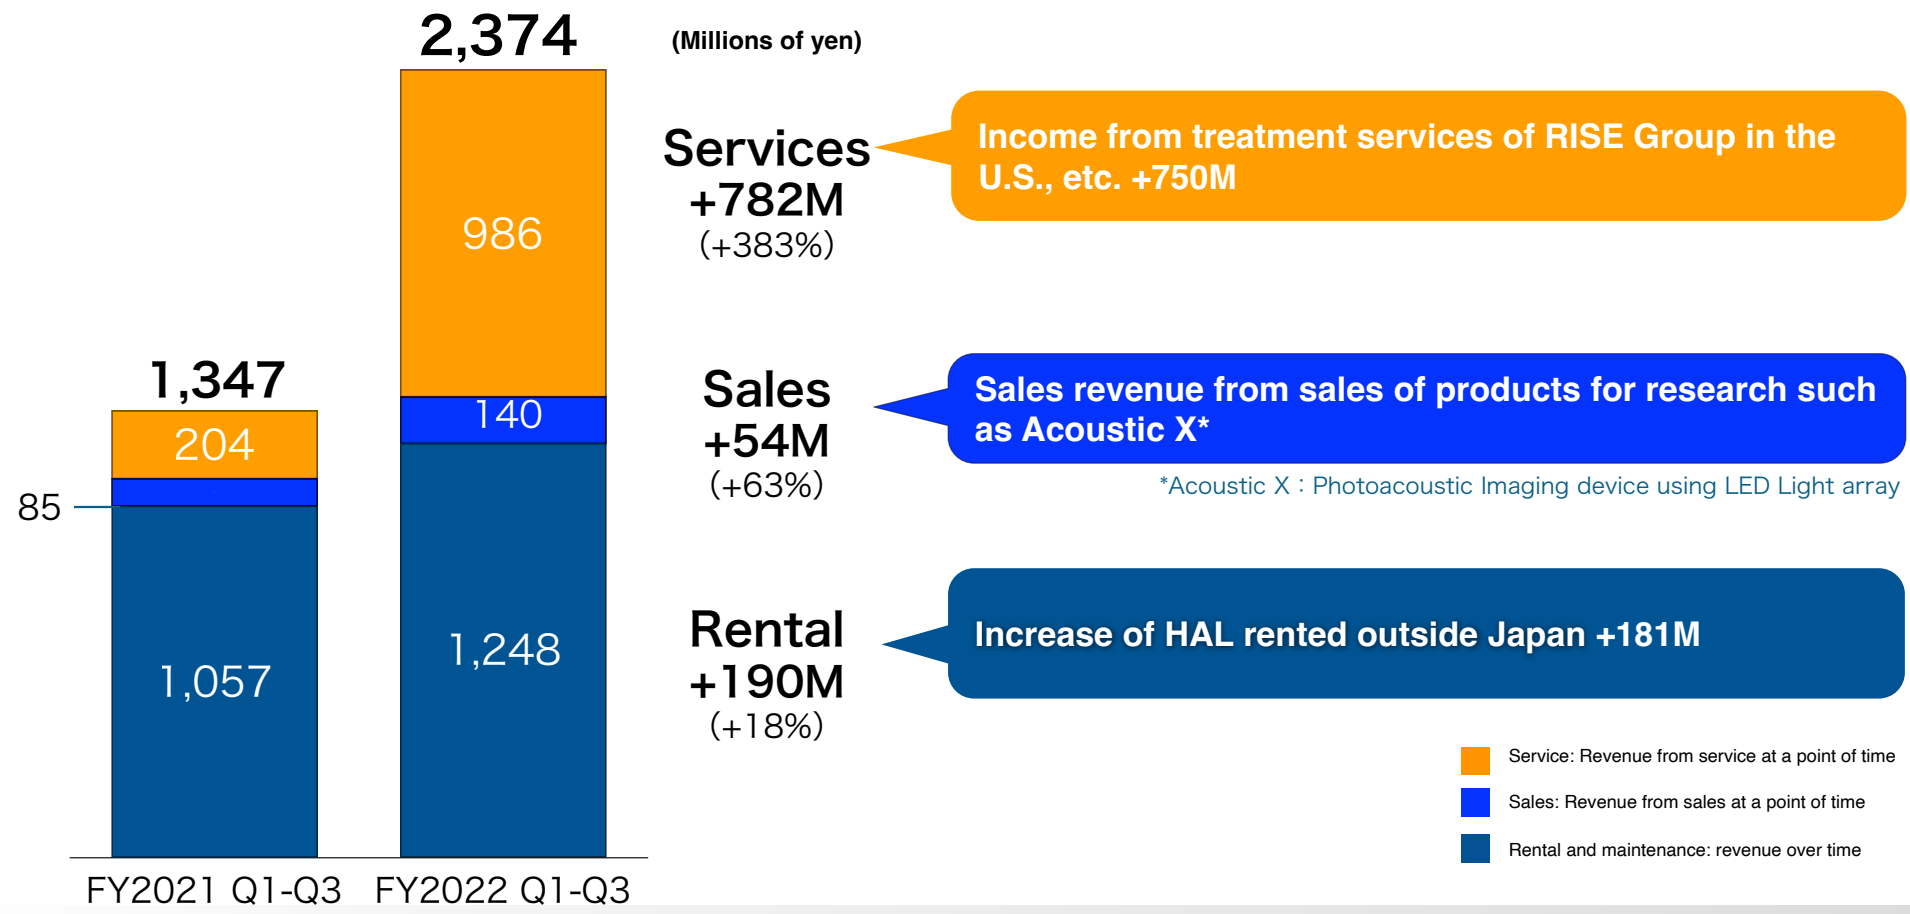 2,374
(Millions of yen)
986
140
1,248
1,347
204
85
1,057
FY2021 Q1-Q3
FY2022 Q1-Q3
Services
+782M
(+383%)
Income from treatment services of RISE Group in the
U.S., etc. +750M
Sales
+54M
(+63%)
Sales revenue from sales of products for research such
as Acoustic X*
*Acoustic X：Photoacoustic Imaging device using LED Light array
Rental
+190M
(+18%)
Increase of HAL rented outside Japan +181M
Service: Revenue from service at a point of time
Sales: Revenue from sales at a point of time
Rental and maintenance: revenue over time